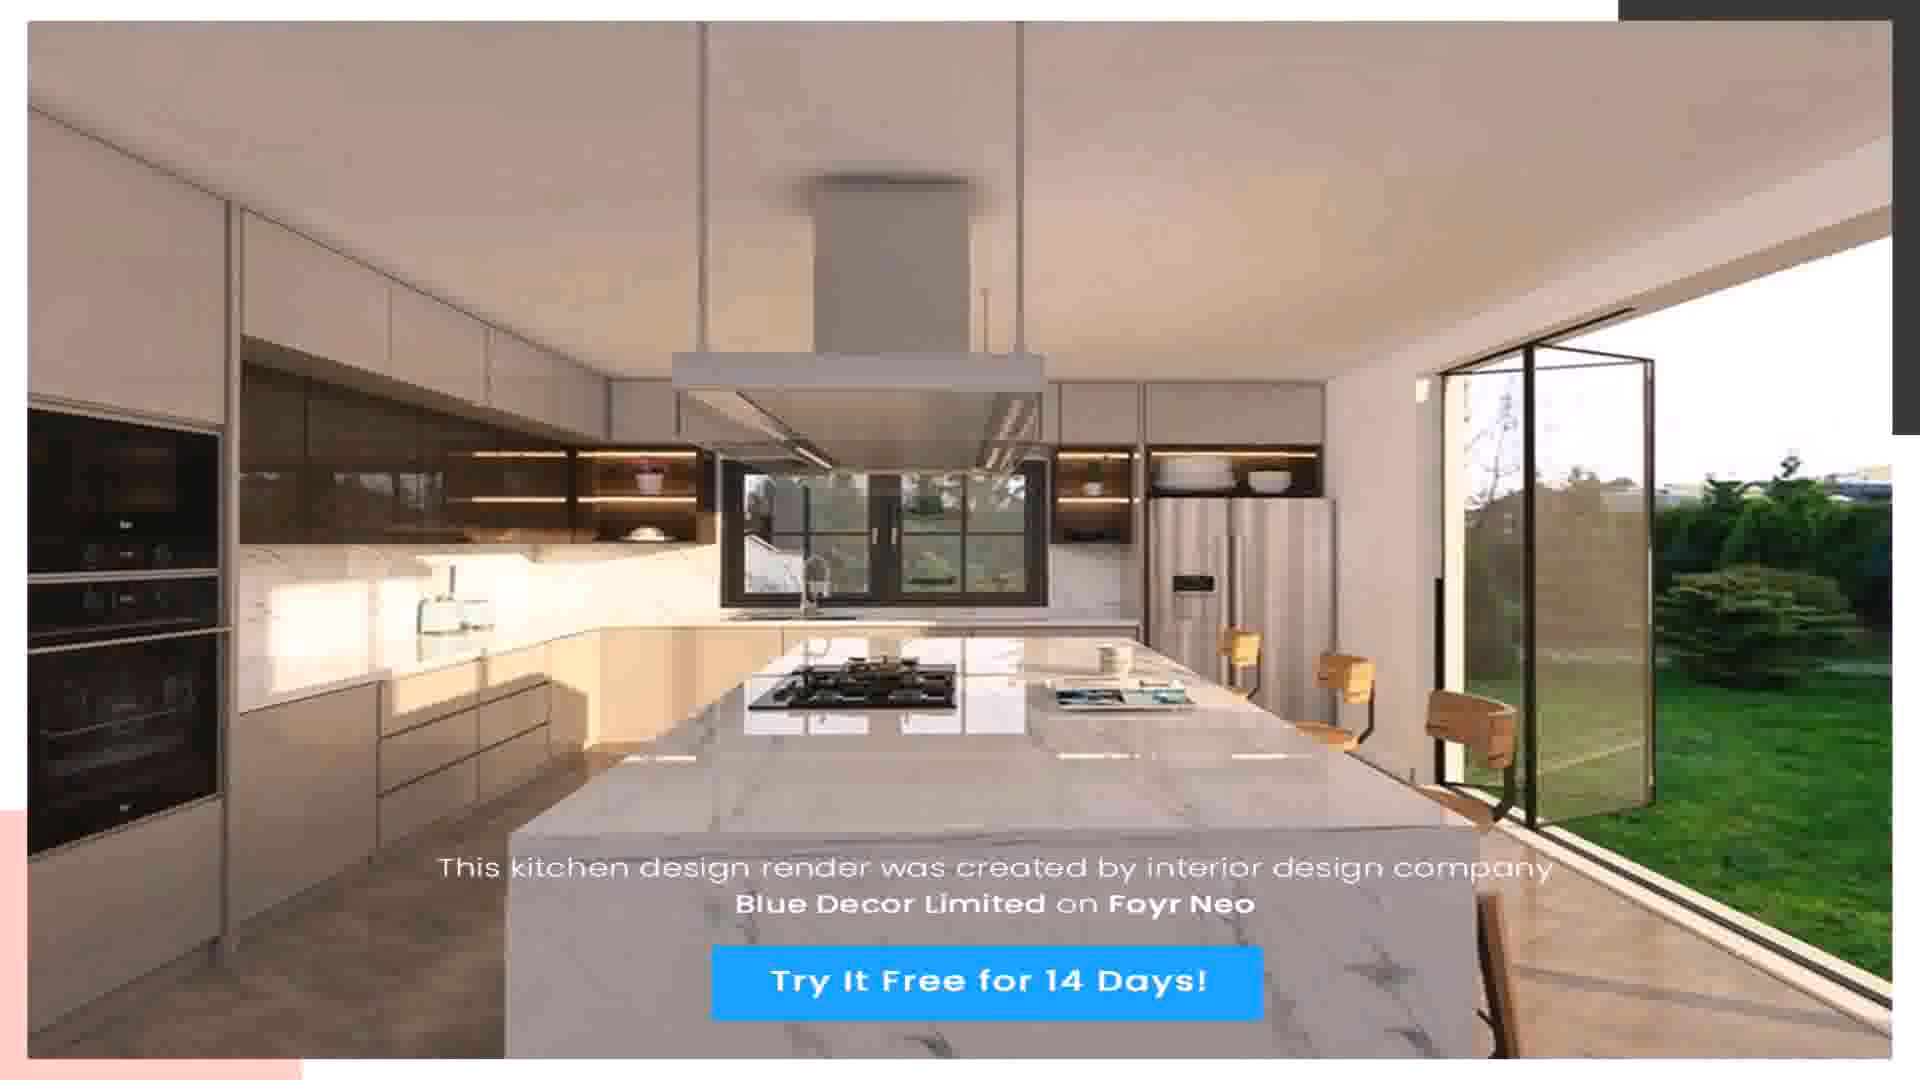 This kitchen design render was created by interior design company
Blue Decor Limited on Foyr Neo
Try It Free for 14 Days!